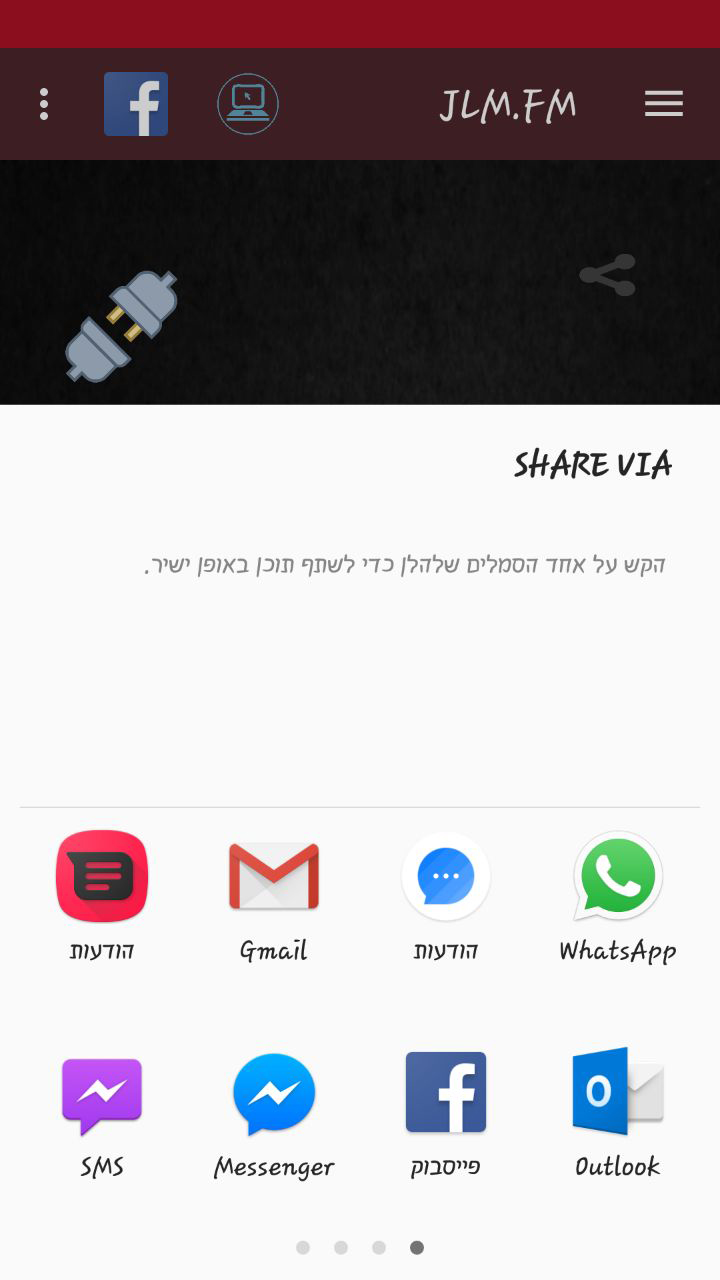 JLM.FM
SHARE VIA
הקש על אחד הסמלים שלהלן כדי לשתף תוכן באופן ישיר.
WhatsApp
הודעות
Gmail
הודעות
Outlook
פייסבוק
Messenger
SMS